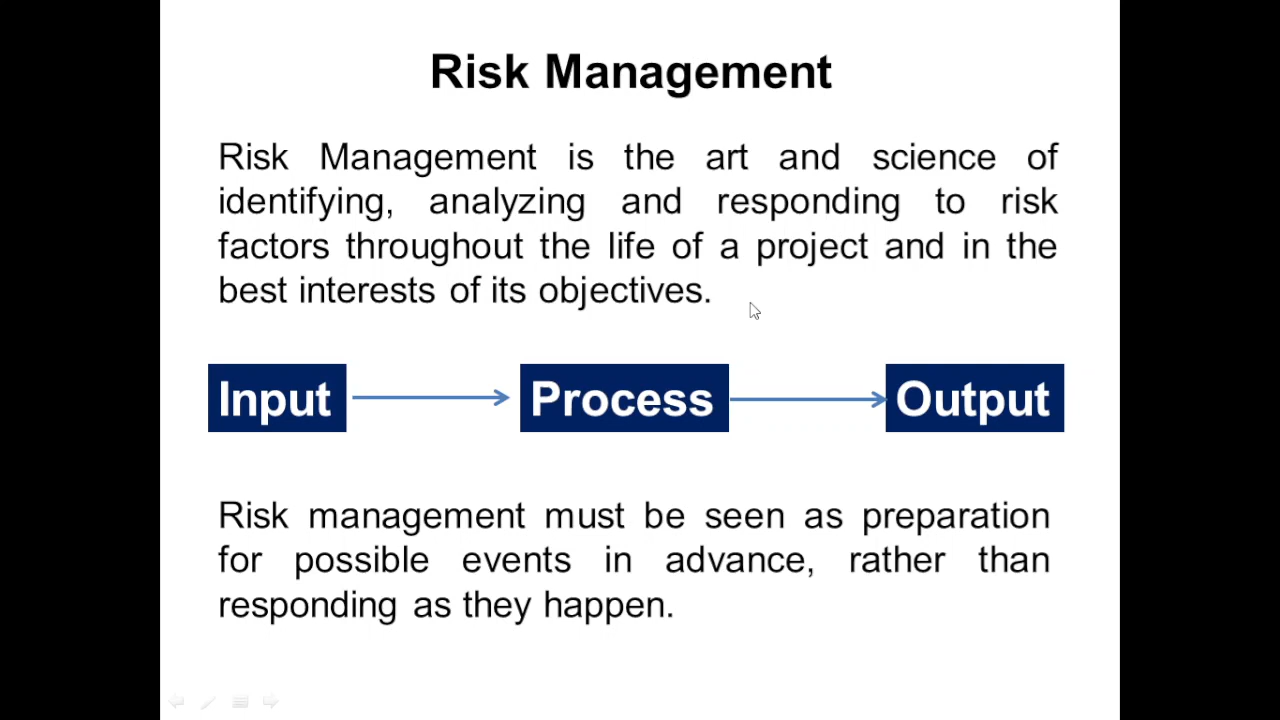 Risk Management
Risk Management is the art and science of
identifying, analyzing and responding to risk
factors throughout the life of a project and in the
best interests of its objectives.
Input Process Output
Risk management must be seen as preparation
for possible events in advance, rather than
responding as they happen.